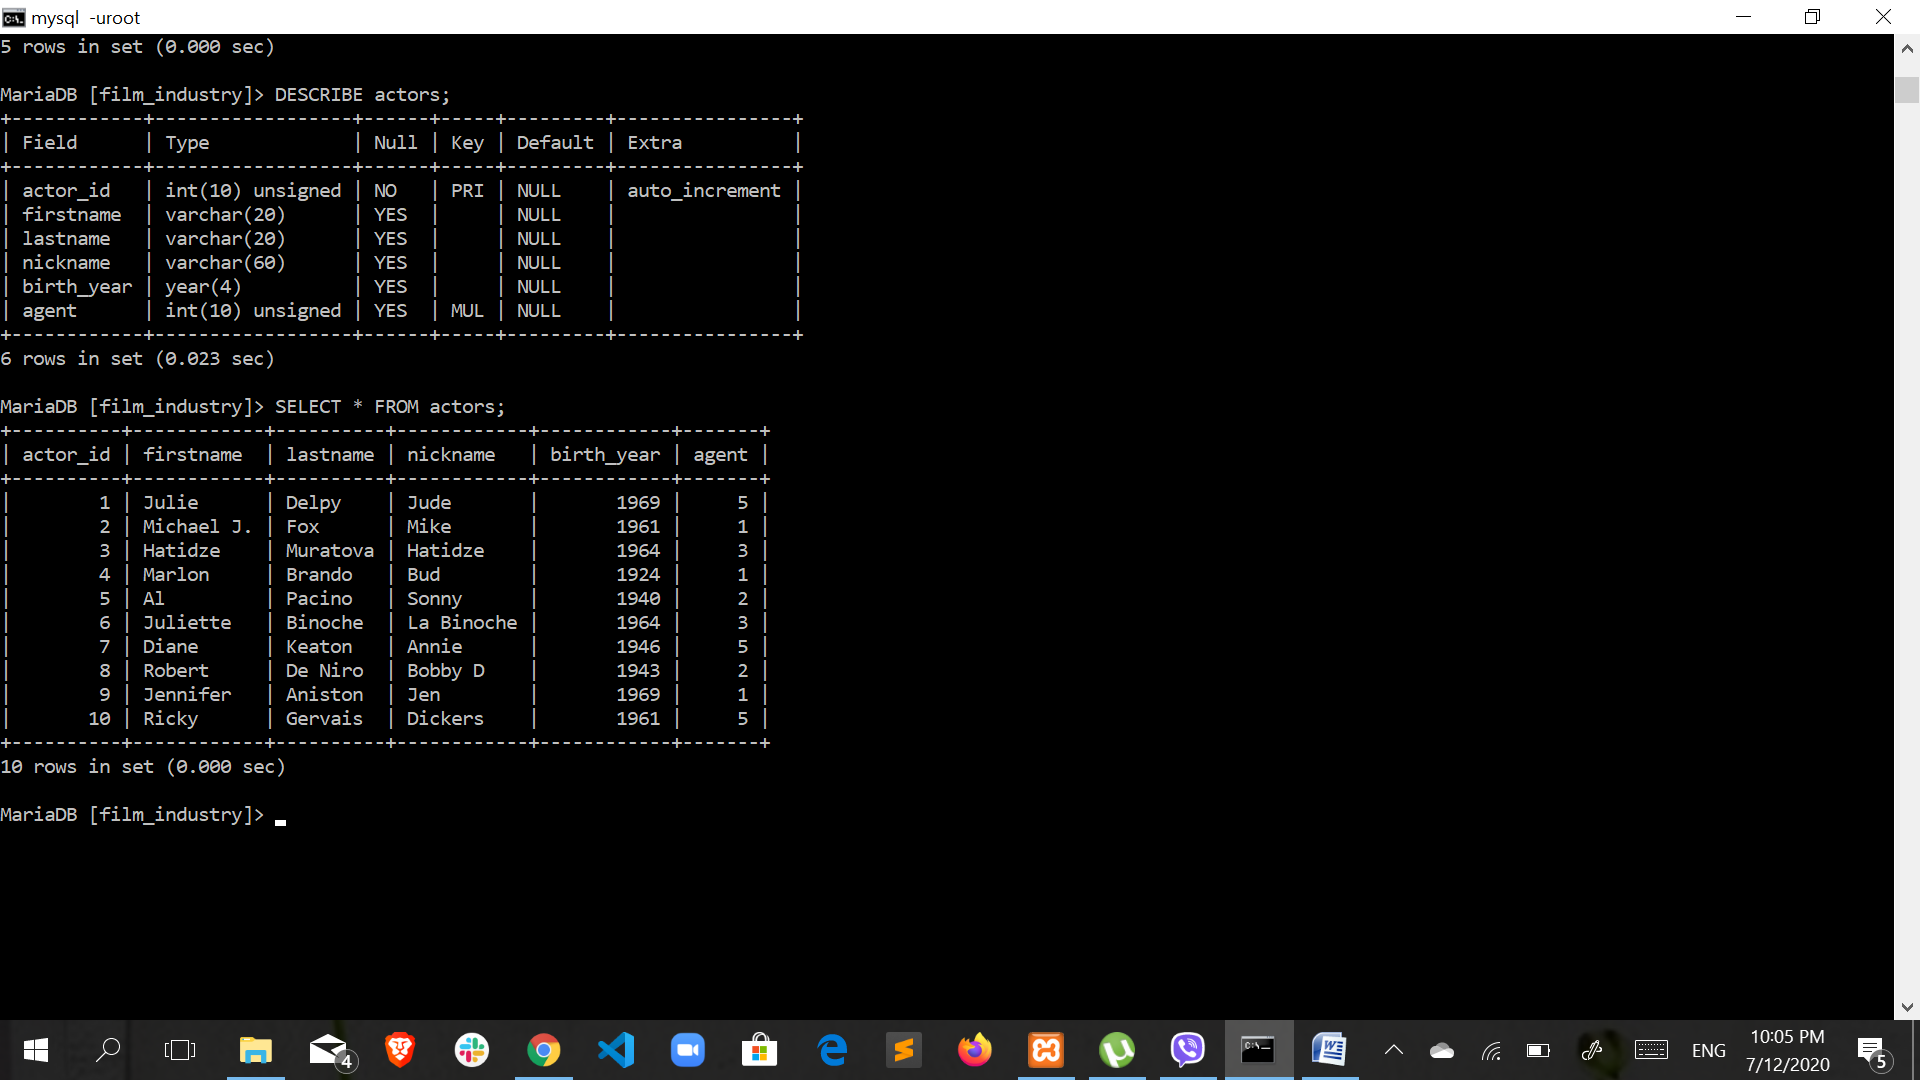 mysql  -uroot
5 rows in set (0.000 sec)
MariaDB [film_industry]> DESCRIBE actors;
+------------+------------------+------+-----+---------+----------------+
| Field      | Type             | Null | Key | Default | Extra          |
+------------+------------------+------+-----+---------+----------------+
| actor_id   | int(10) unsigned | NO   | PRI | NULL    | auto_increment |
| firstname  | varchar(20)      | YES  |     | NULL    |                |
| lastname   | varchar(20)      | YES  |     | NULL    |                |
| nickname   | varchar(60)      | YES  |     | NULL    |                |
| birth_year | year(4)          | YES  |     | NULL    |                |
| agent      | int(10) unsigned | YES  | MUL | NULL    |                |
+------------+------------------+------+-----+---------+----------------+
6 rows in set (0.023 sec)
MariaDB [film_industry]> SELECT * FROM actors;
+----------+------------+----------+------------+------------+-------+
| actor_id | firstname  | lastname | nickname   | birth_year | agent |
+----------+------------+----------+------------+------------+-------+
|        1 | Julie      | Delpy    | Jude       |       1969 |     5 |
|        2 | Michael J. | Fox      | Mike       |       1961 |     1 |
|        3 | Hatidze    | Muratova | Hatidze    |       1964 |     3 |
|        4 | Marlon     | Brando   | Bud        |       1924 |     1 |
|        5 | Al         | Pacino   | Sonny      |       1940 |     2 |
|        6 | Juliette   | Binoche  | La Binoche |       1964 |     3 |
|        7 | Diane      | Keaton   | Annie      |       1946 |     5 |
|        8 | Robert     | De Niro  | Bobby D    |       1943 |     2 |
|        9 | Jennifer   | Aniston  | Jen        |       1969 |     1 |
|       10 | Ricky      | Gervais  | Dickers    |       1961 |     5 |
+----------+------------+----------+------------+------------+-------+
10 rows in set (0.000 sec)
MariaDB [film_industry]> _
4
ENG
10:05 PM
7/12/2020
5